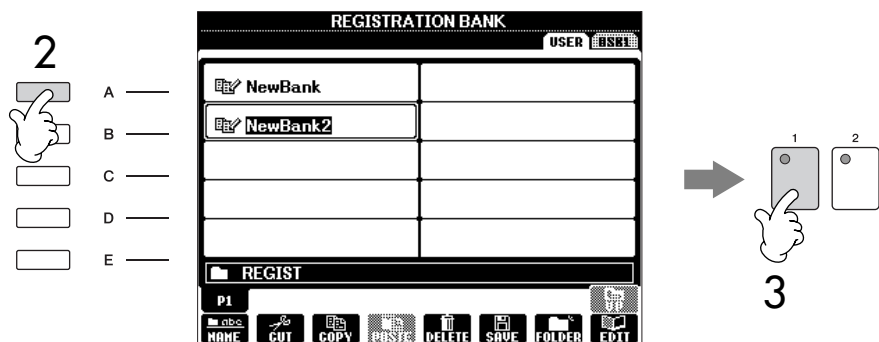 REGISTRATION BANK
USER USB1
2
A
NewBank
B
NewBank2
C
D
E
REGIST
P1
abc
NAME CUT COPY PASTE DELETE SAVE FOLDER EDIT
1 2
3